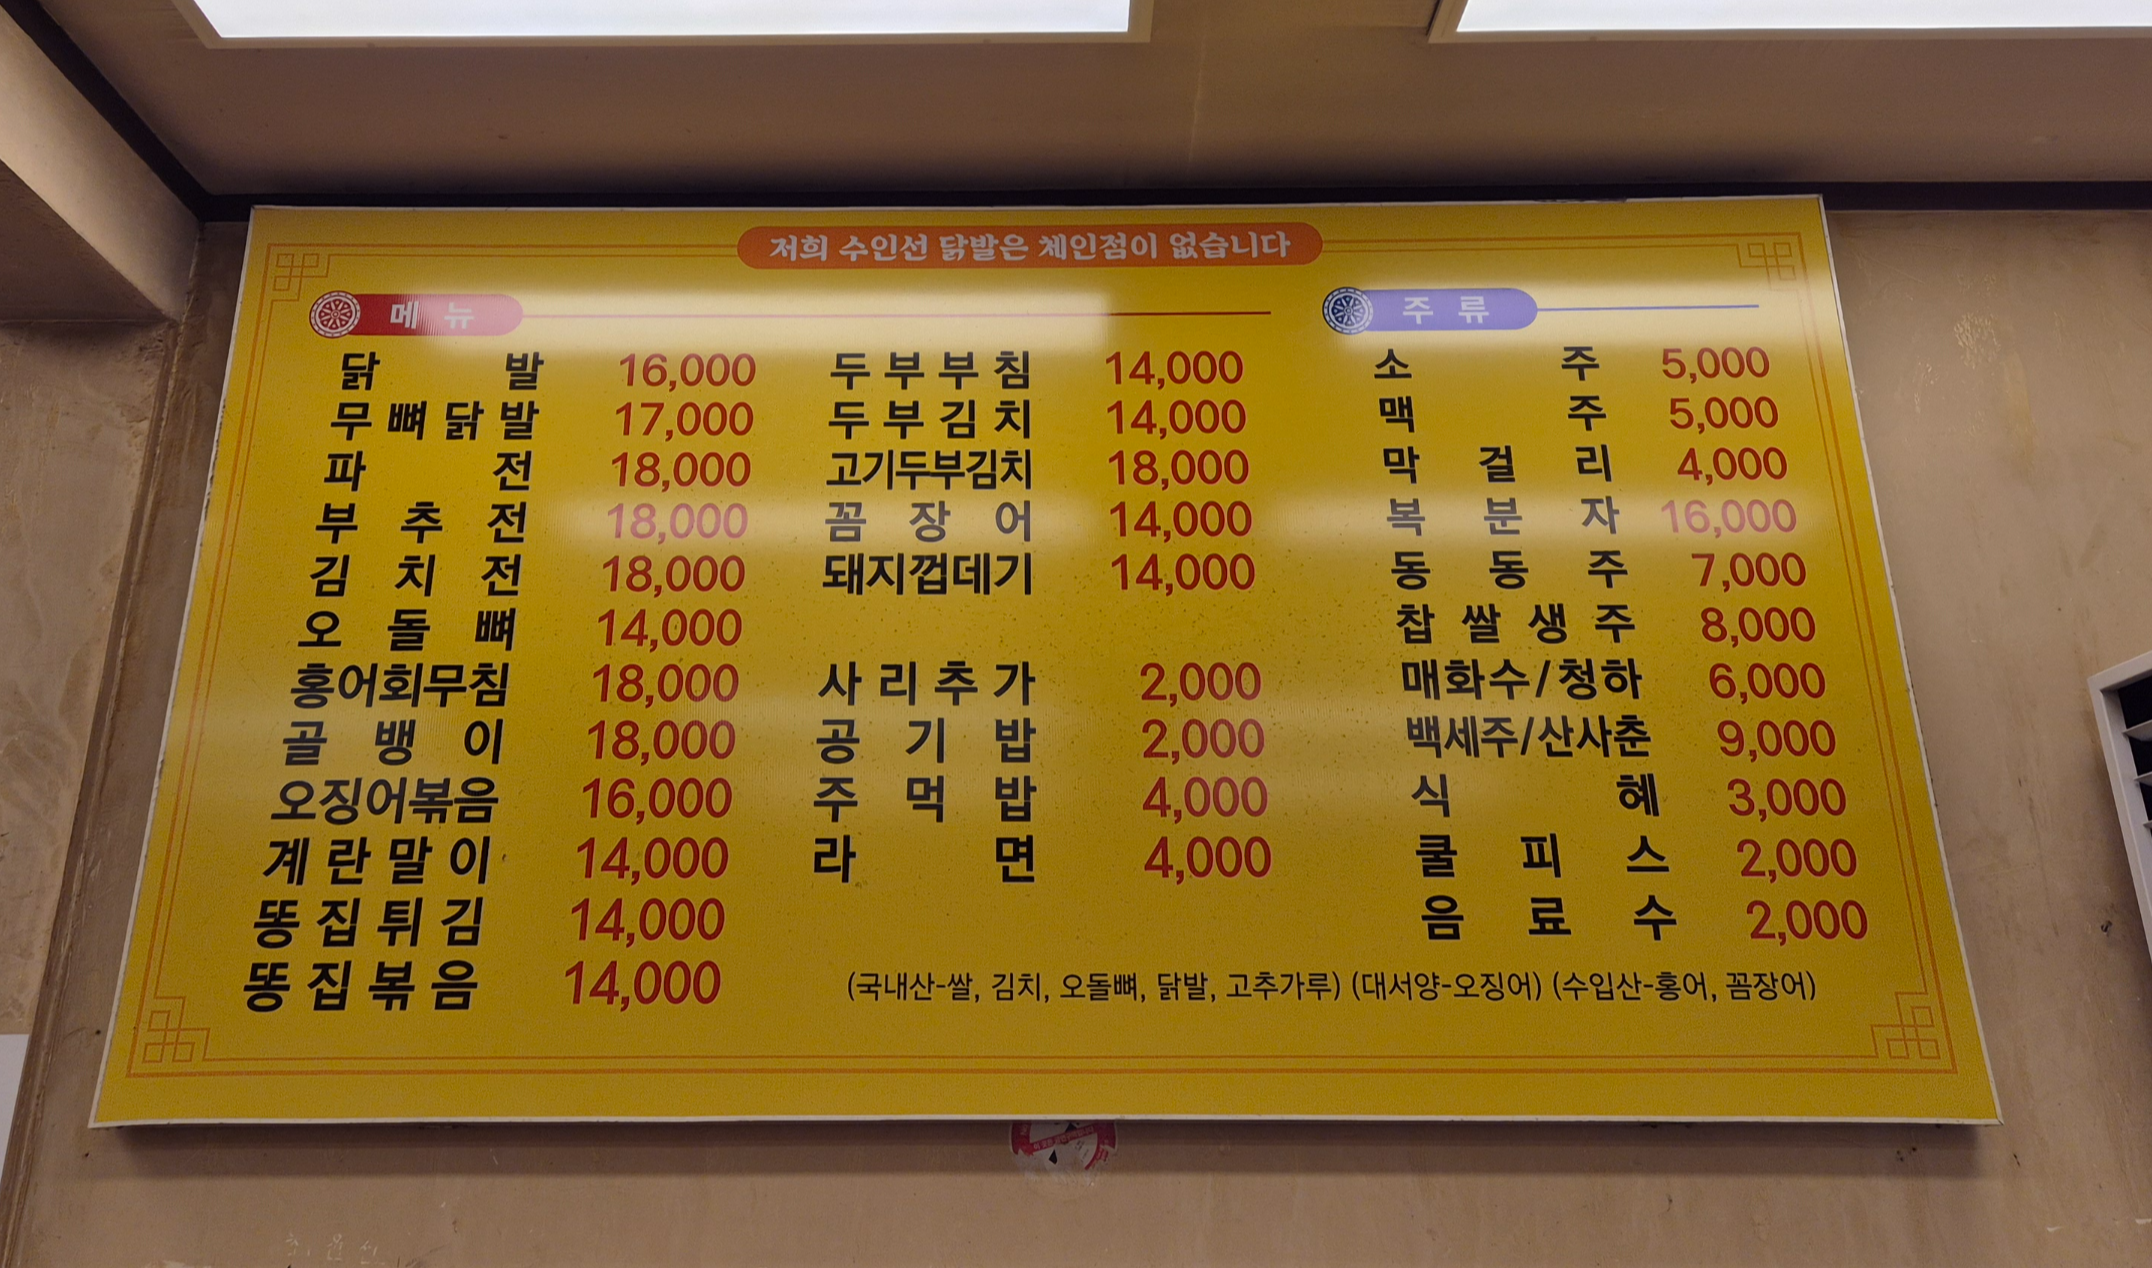 저희 수인선 닭발은 체인점이 없습니다
메뉴
닭발 16,000
무뼈닭발 17,000
파전 18,000
부추전 18,000
김치전 18,000
오돌뼈 14,000
홍어회무침 18,000
골뱅이 18,000
오징어볶음 16,000
계란말이 14,000
똥집튀김 14,000
똥집볶음 14,000
두부부침 14,000
두부김치 14,000
고기두부김치 18,000
꼼장어 14,000
돼지껍데기 14,000
사리추가 2,000
공기밥 2,000
주먹밥 4,000
라면 4,000
주류
소주 5,000
맥주 5,000
막걸리 4,000
복분자 16,000
동동주 7,000
찹쌀생주 8,000
매화수/청하 6,000
백세주/산사춘 9,000
식혜 3,000
쿨피스 2,000
음료수 2,000
(국내산-쌀, 김치, 오돌뼈, 닭발, 고추가루) (대서양-오징어) (수입산-홍어, 꼼장어)